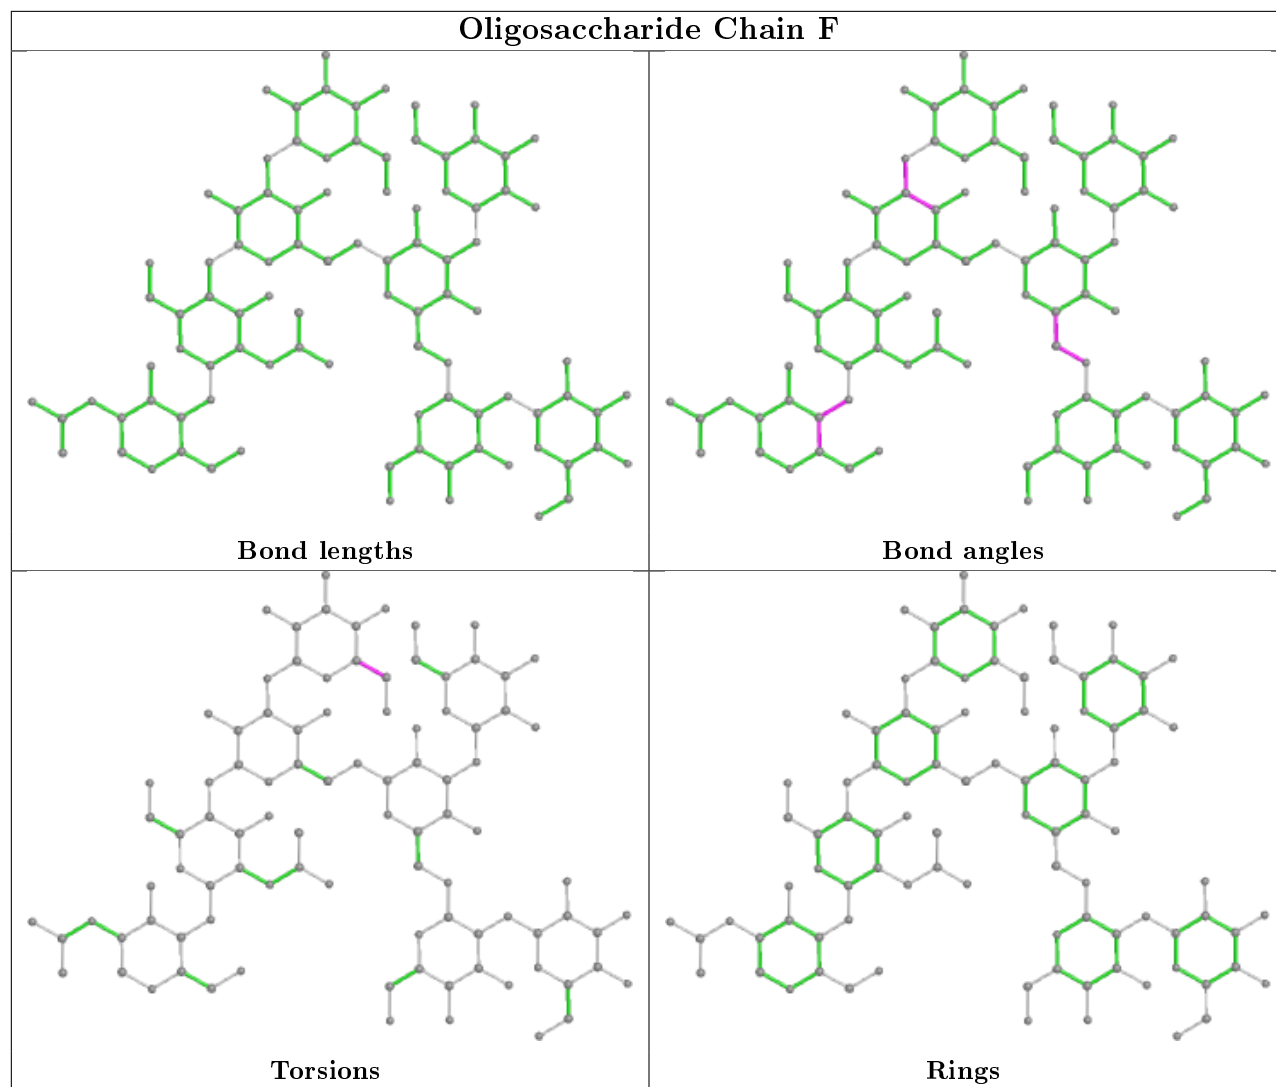 Oligosaccharide Chain F
Bond lengths
Bond angles
Torsions
Rings